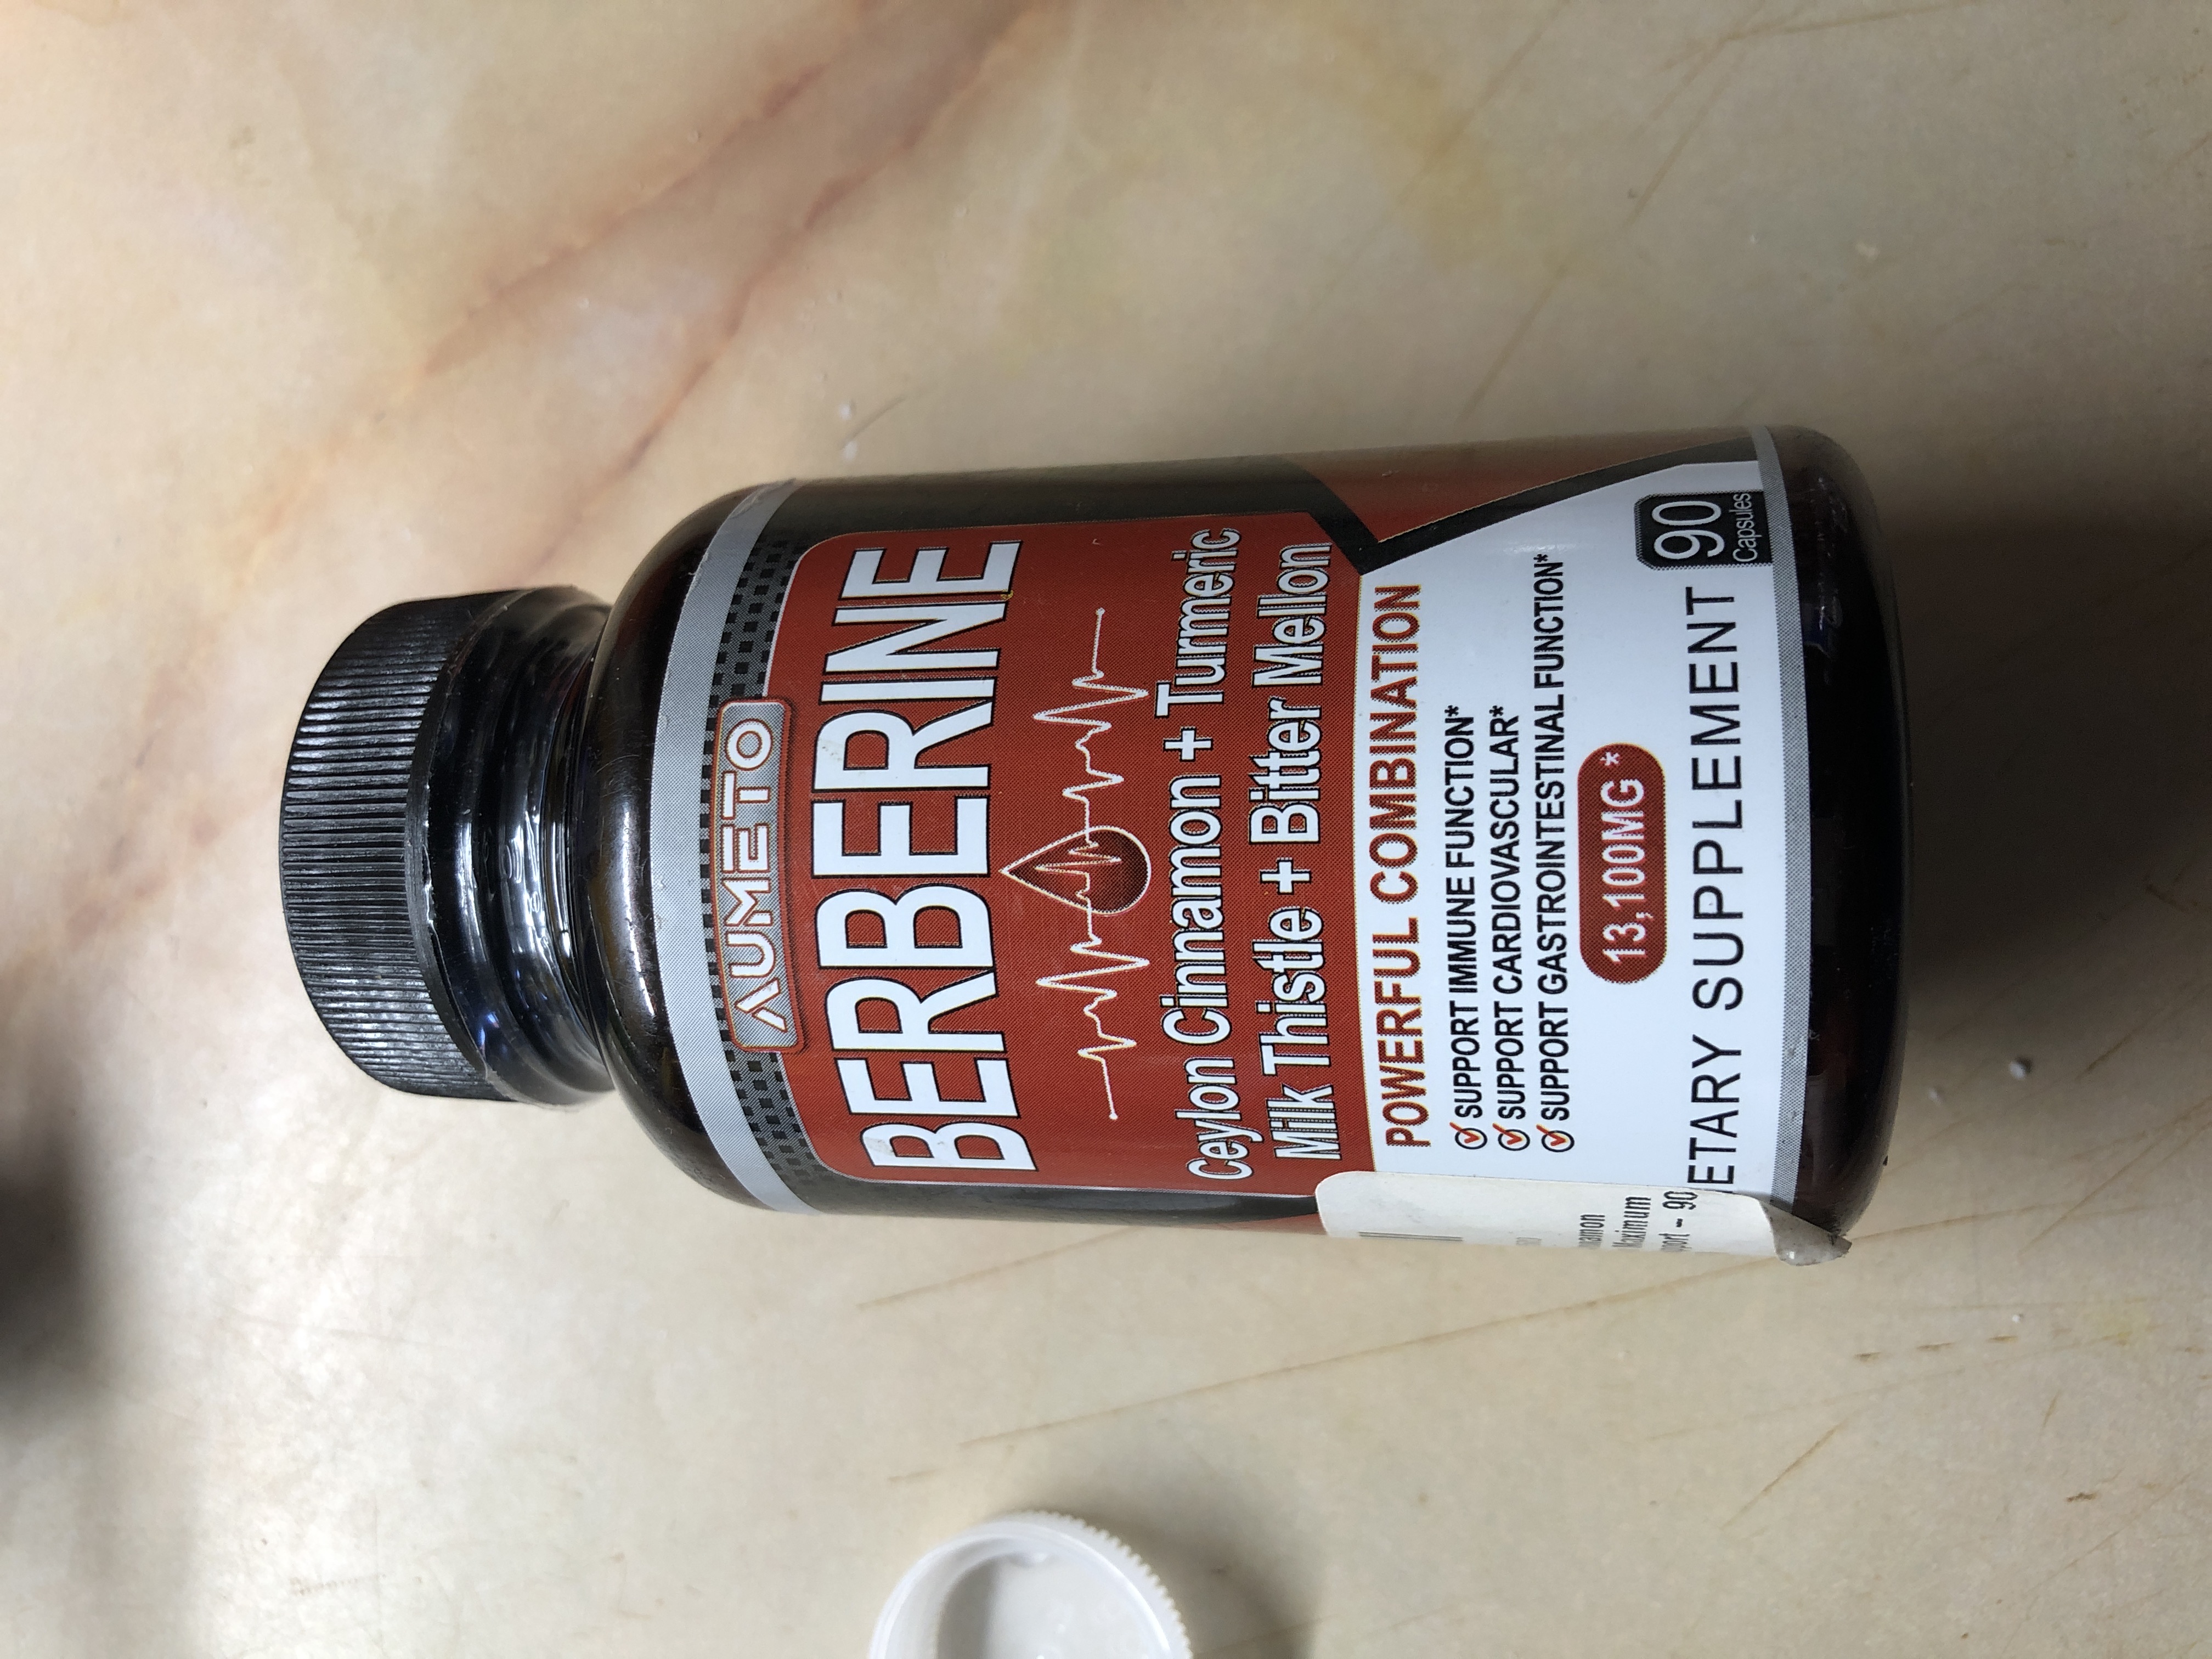 AUMETO
BERBERINE
Ceylon Cinnamon + Turmeric
Milk Thistle + Bitter Mellon
POWERFUL COMBINATION
SUPPORT IMMUNE FUNCTION*
SUPPORT CARDIOVASCULAR*
SUPPORT GASTROINTESTINAL FUNCTION*
13,100MG *
ETARY SUPPLEMENT
90
Capsules
Maximum
– 90